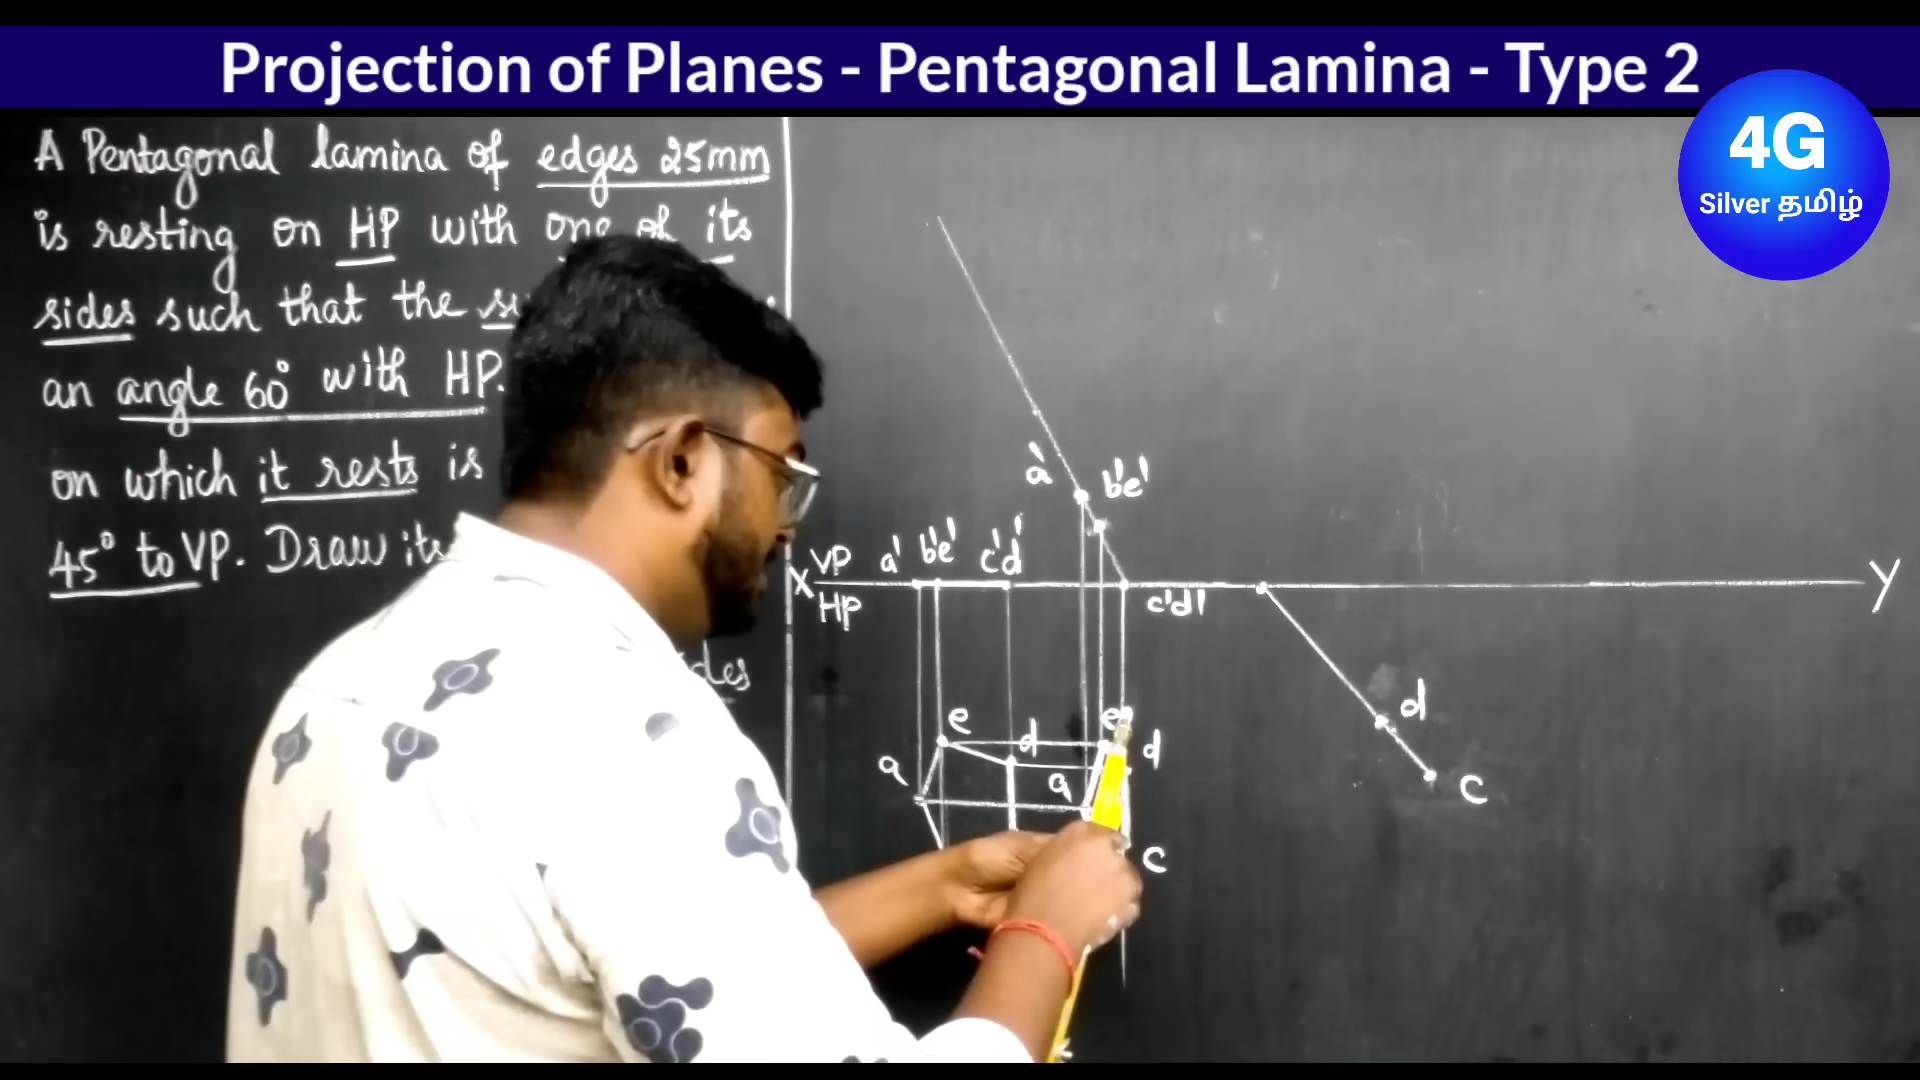 Projection of Planes - Pentagonal Lamina - Type 2
4G
Silver தமிழ்
A Pentagonal lamina of edges 25mm
is resting on HP with one of its
sides such that the
an angle 60° with HP.
on which it rests is
45° to VP. Draw its
a'
b'e'
X VP a' b'e' c'd' Y
HP c'd'
e e d d
a a d
c c